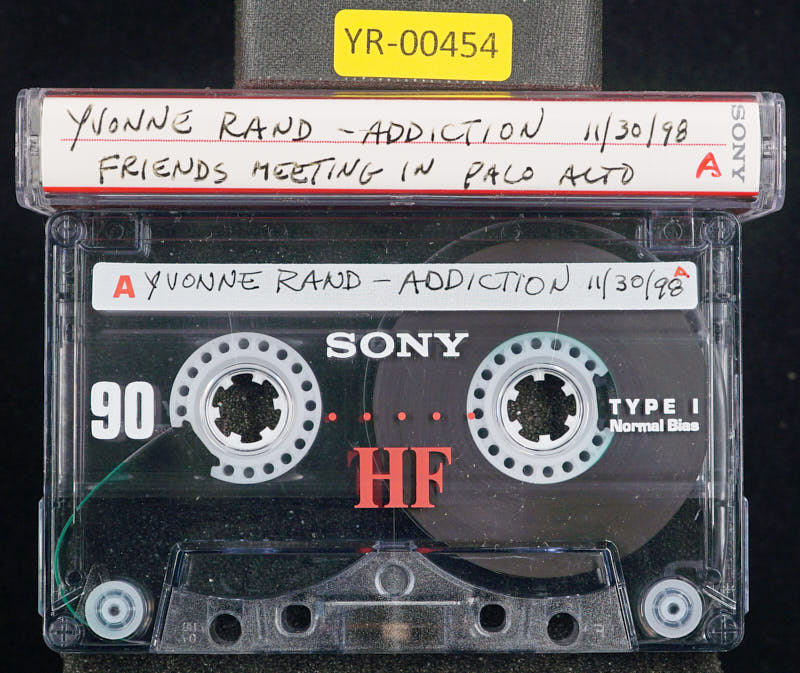 YR-00454
YVONNE RAND - ADDICTION 11/30/98
FRIENDS MEETING IN PALO ALTO
A
SONY
A YVONNE RAND - ADDICTION 11/30/98 A
SONY
90
TYPE I
Normal Bias
HF